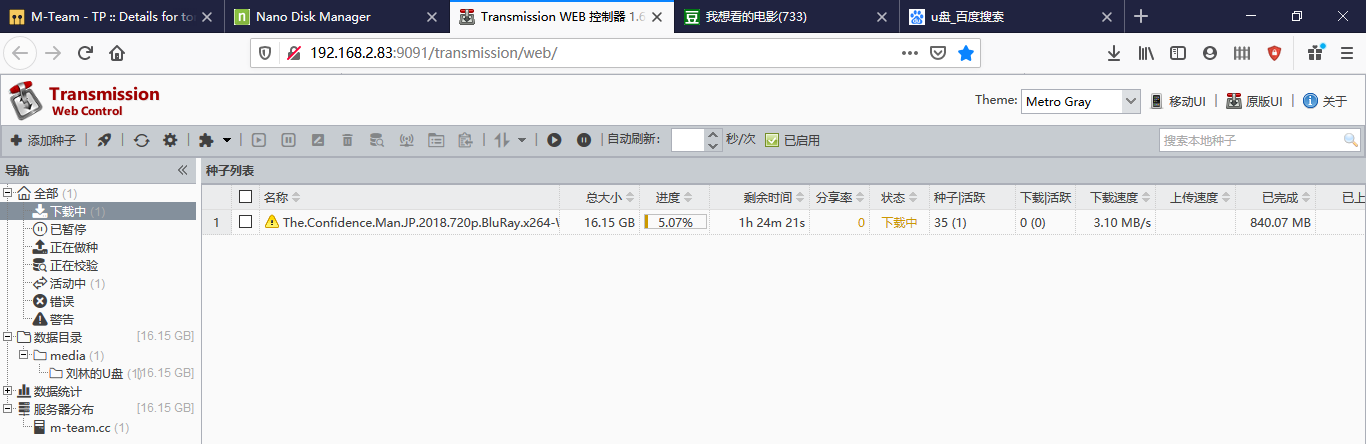 M-Team - TP :: Details for to
Nano Disk Manager
Transmission WEB 控制器 1.6
我想看的电影(733)
u盘_百度搜索
192.168.2.83:9091/transmission/web/
Transmission
Web Control
Theme: Metro Gray 移动UI | 原版UI | 关于
添加种子 自动刷新: 秒/次 已启用 搜索本地种子
导航
种子列表
全部 (1)
下载中 (1)
已暂停
正在做种
正在校验
活动中 (1)
错误
警告
数据目录 [16.15 GB]
media (1)
刘林的U盘 (1) [16.15 GB]
数据统计
服务器分布 [16.15 GB]
m-team.cc (1)
名称 总大小 进度 剩余时间 分享率 状态 种子|活跃 下载|活跃 下载速度 上传速度 已完成 已上
1 The.Confidence.Man.JP.2018.720p.BluRay.x264-W 16.15 GB 5.07% 1h 24m 21s 0 下载中 35 (1) 0 (0) 3.10 MB/s 840.07 MB